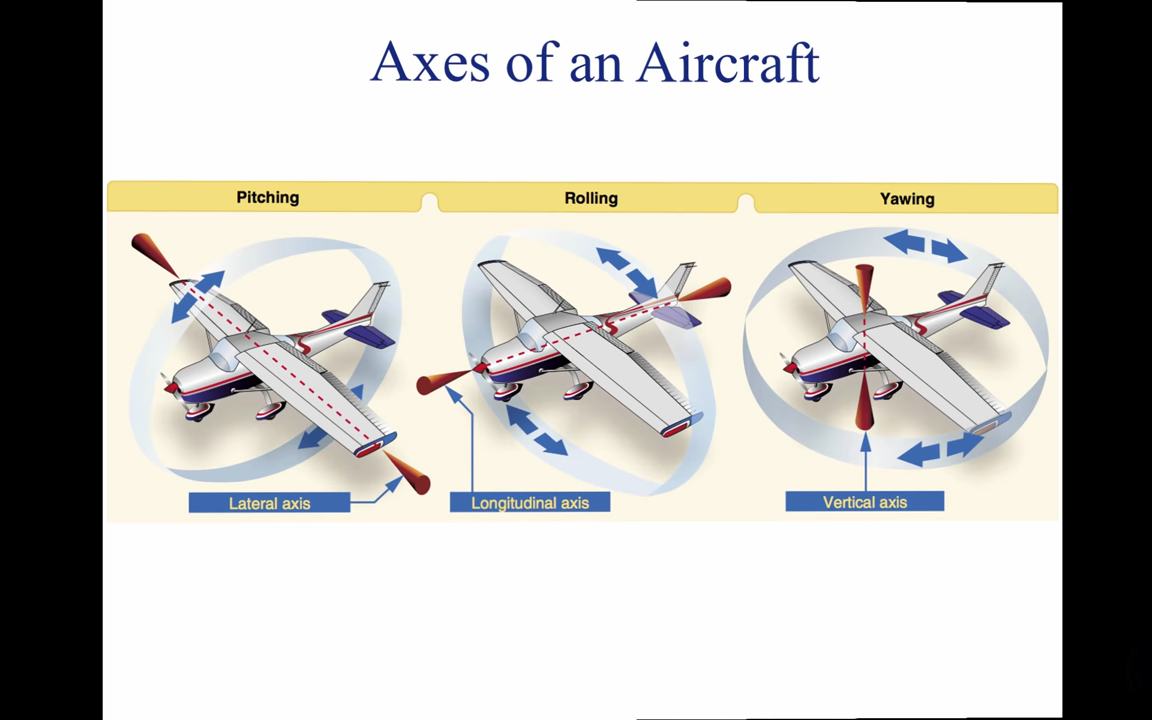 Axes of an Aircraft
Pitching
Rolling
Yawing
Lateral axis
Longitudinal axis
Vertical axis